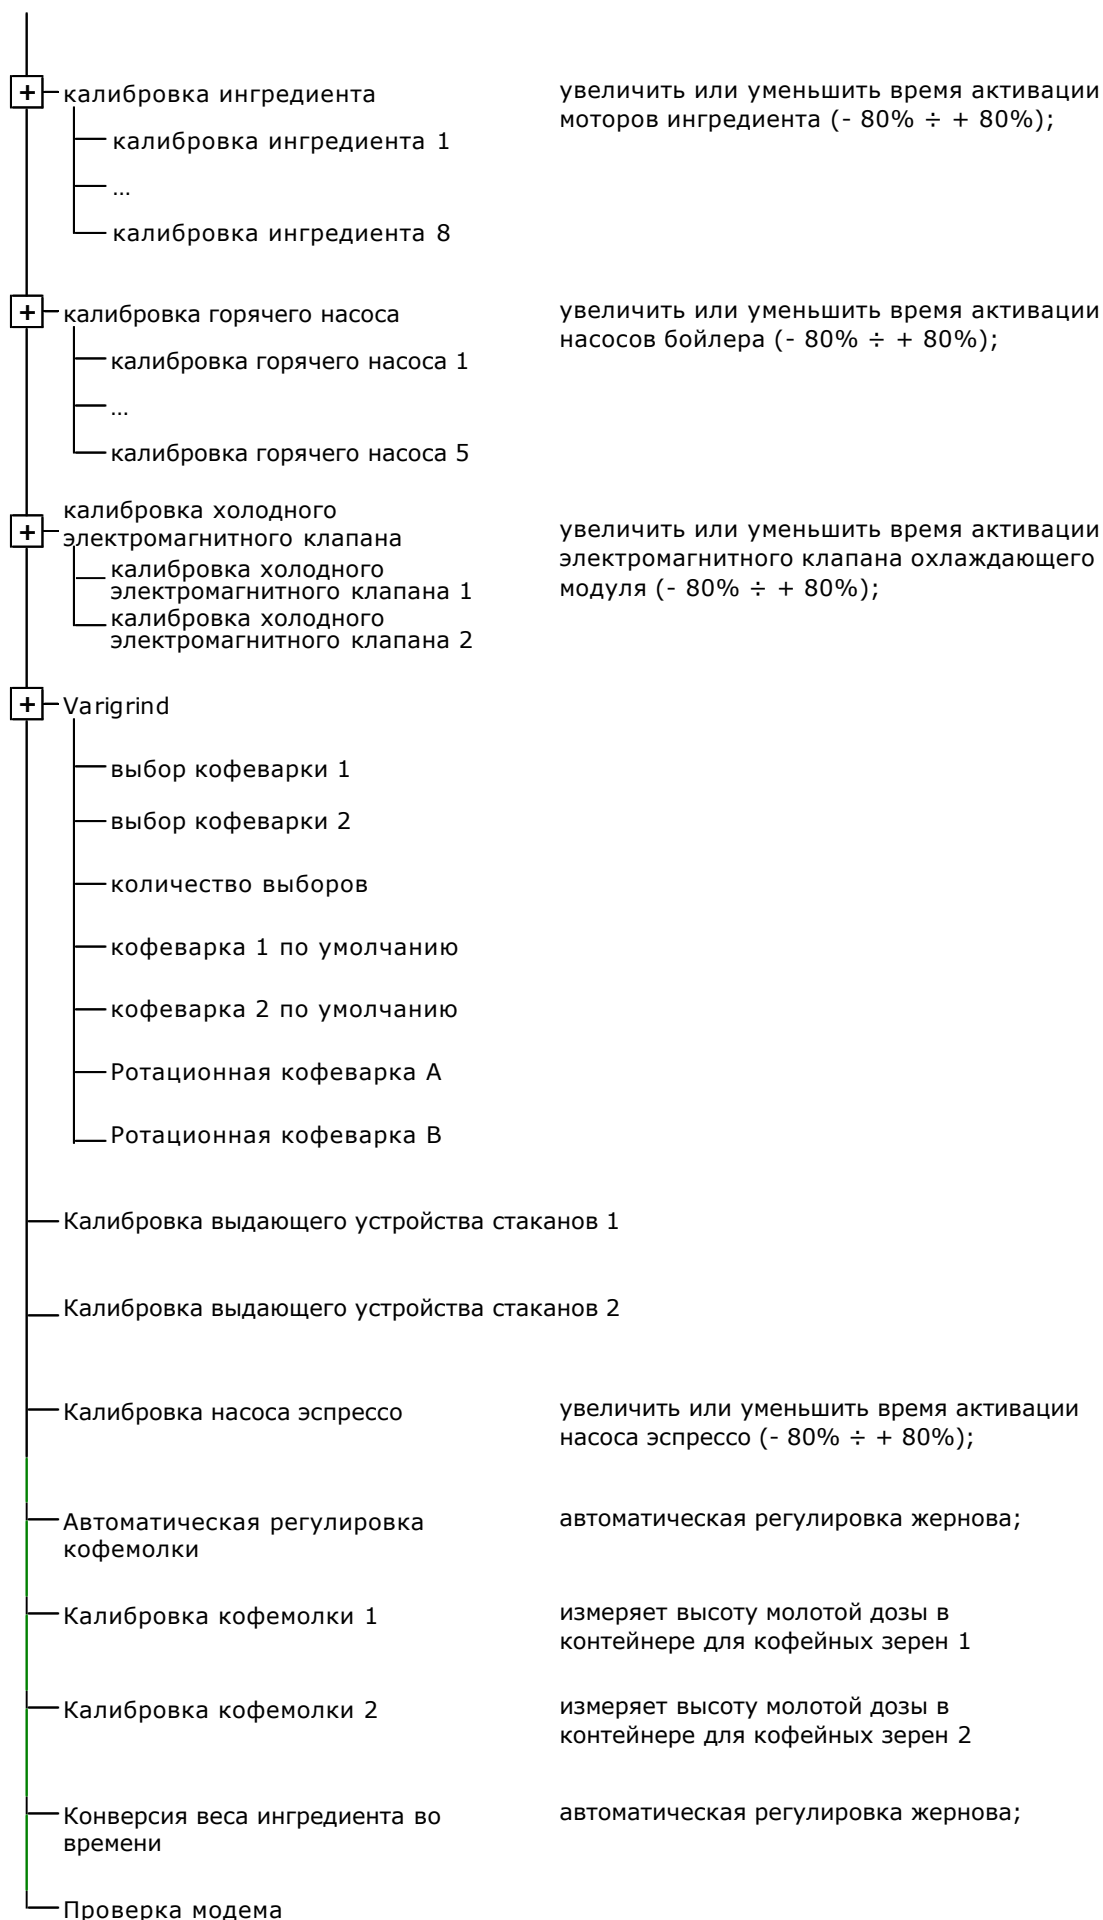 + калибровка ингредиента
увеличить или уменьшить время активации
моторов ингредиента (- 80% ÷ + 80%);
калибровка ингредиента 1
…
калибровка ингредиента 8
+ калибровка горячего насоса
увеличить или уменьшить время активации
насосов бойлера (- 80% ÷ + 80%);
калибровка горячего насоса 1
…
калибровка горячего насоса 5
калибровка холодного
+ электромагнитного клапана
увеличить или уменьшить время активации
электромагнитного клапана охлаждающего
модуля (- 80% ÷ + 80%);
калибровка холодного
электромагнитного клапана 1
калибровка холодного
электромагнитного клапана 2
+ Varigrind
выбор кофеварки 1
выбор кофеварки 2
количество выборов
кофеварка 1 по умолчанию
кофеварка 2 по умолчанию
Ротационная кофеварка A
Ротационная кофеварка B
Калибровка выдающего устройства стаканов 1
Калибровка выдающего устройства стаканов 2
Калибровка насоса эспрессо
увеличить или уменьшить время активации
насоса эспрессо (- 80% ÷ + 80%);
Автоматическая регулировка
кофемолки
автоматическая регулировка жернова;
Калибровка кофемолки 1
измеряет высоту молотой дозы в
контейнере для кофейных зерен 1
Калибровка кофемолки 2
измеряет высоту молотой дозы в
контейнере для кофейных зерен 2
Конверсия веса ингредиента во
времени
автоматическая регулировка жернова;
Проверка модема